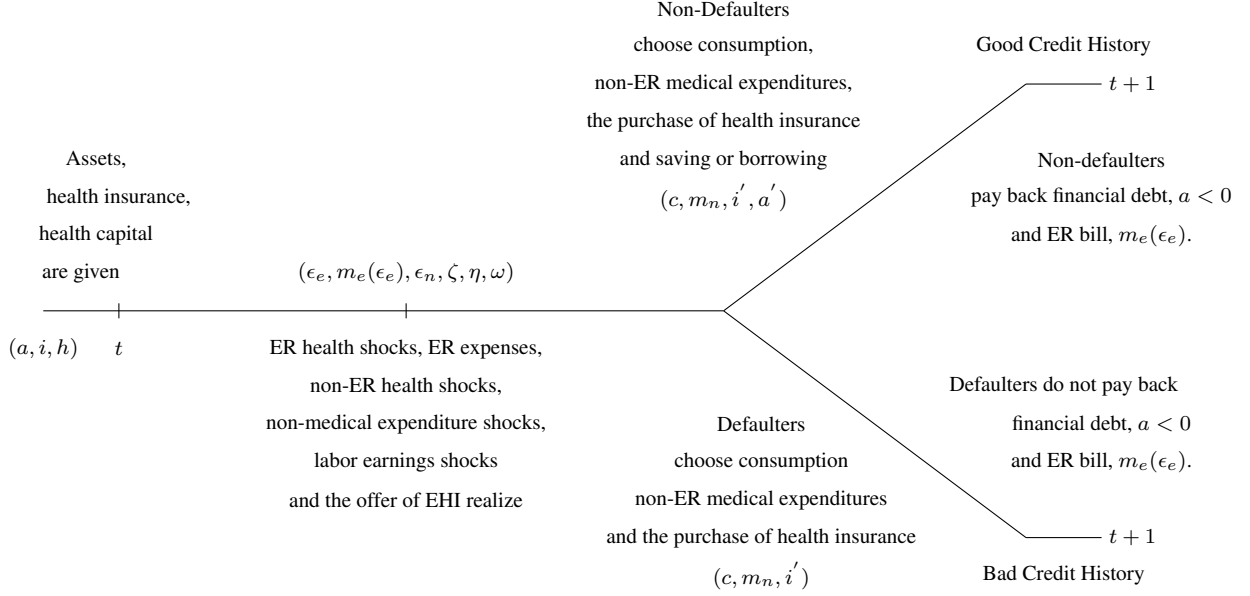 Assets,
health insurance,
health capital
are given
(a, i, h)
t
(ϵ_e, m_e(ϵ_e), ϵ_n, ζ, η, ω)
ER health shocks, ER expenses,
non-ER health shocks,
non-medical expenditure shocks,
labor earnings shocks
and the offer of EHI realize
Non-Defaulters
choose consumption,
non-ER medical expenditures,
the purchase of health insurance
and saving or borrowing
(c, m_n, i′, a′)
Good Credit History
t + 1
Non-defaulters
pay back financial debt, a < 0
and ER bill, m_e(ϵ_e).
Defaulters
choose consumption
non-ER medical expenditures
and the purchase of health insurance
(c, m_n, i′)
Defaulters do not pay back
financial debt, a < 0
and ER bill, m_e(ϵ_e).
t + 1
Bad Credit History